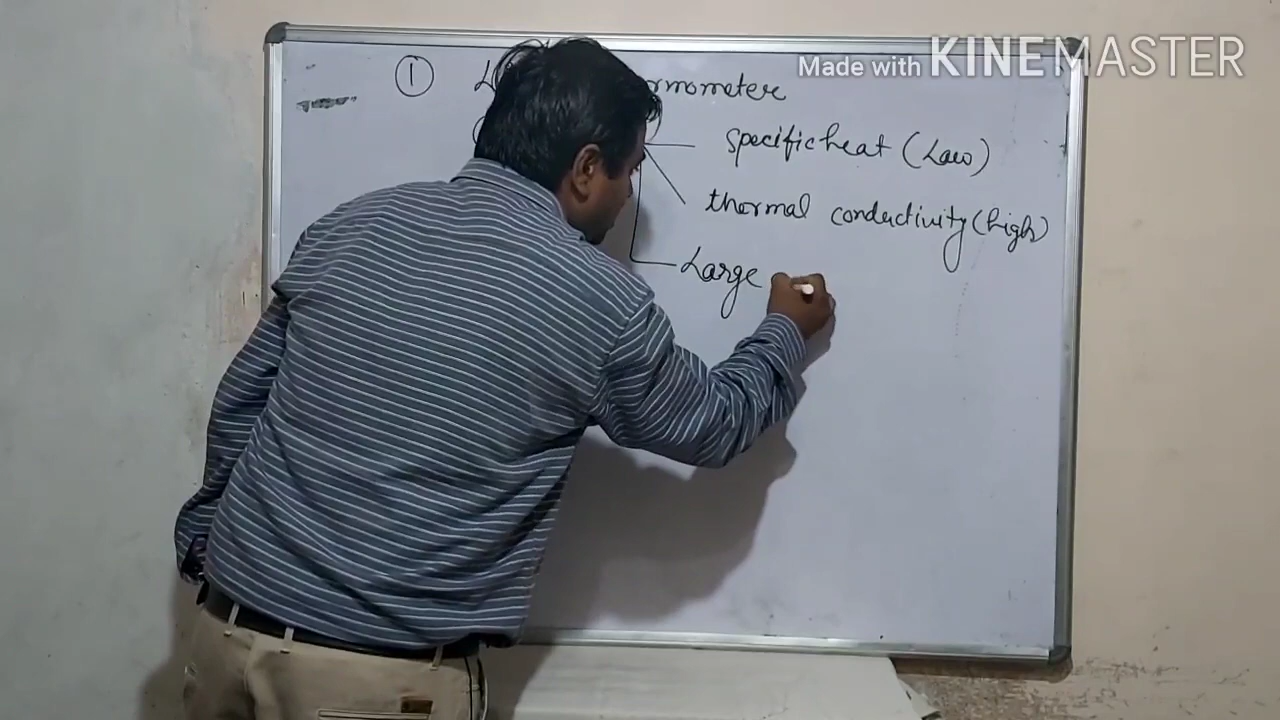 Made with KINEMASTER
① rmometer
Specific heat (Low)
thermal conductivity (high)
Large